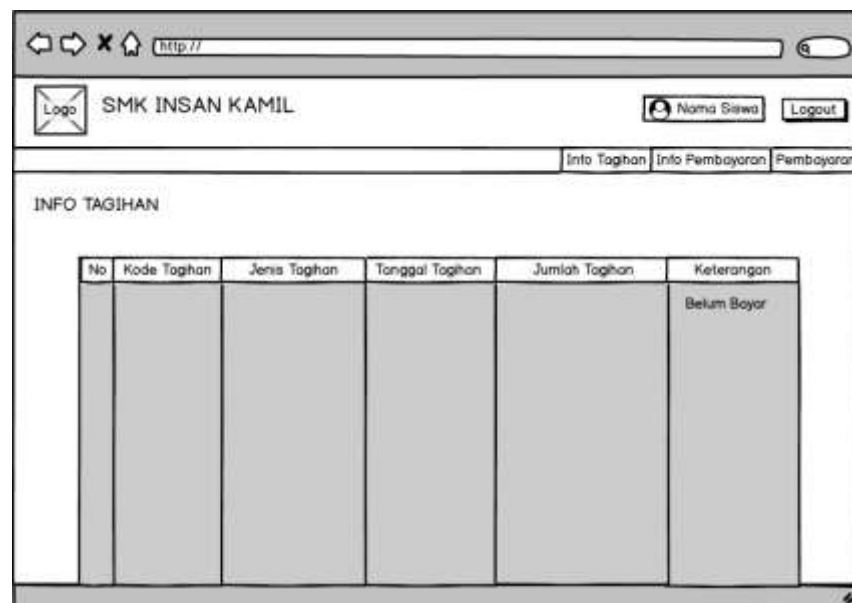 http://
Logo
SMK INSAN KAMIL
Nama Siswa
Logout
Info Tagihan
Info Pembayaran
Pembayaran
INFO TAGIHAN
No
Kode Tagihan
Jenis Tagihan
Tanggal Tagihan
Jumlah Tagihan
Keterangan
Belum Bayar